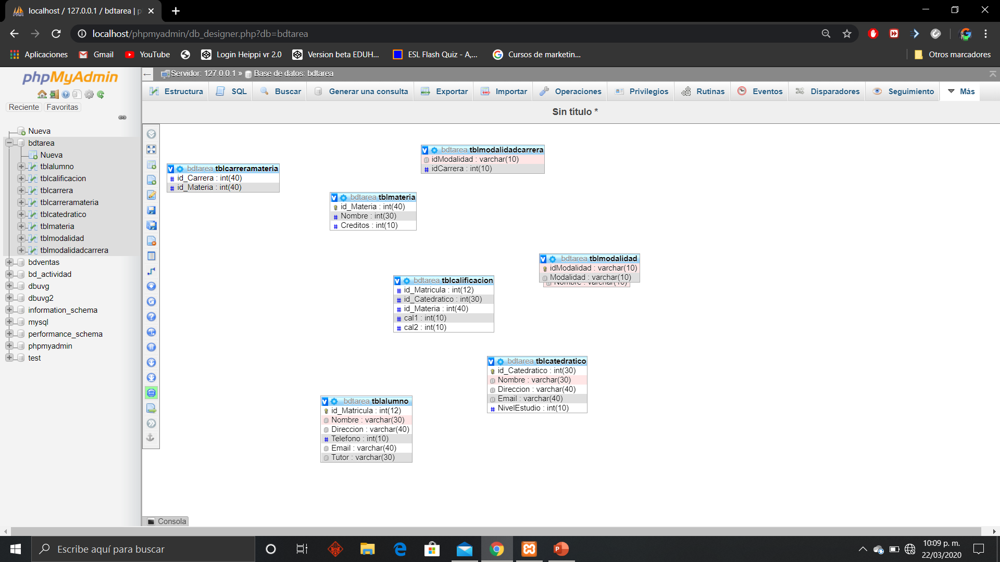 localhost / 127.0.0.1 / bdtarea | p
localhost/phpmyadmin/db_designer.php?db=bdtarea
Aplicaciones
Gmail
YouTube
Login Heippi vr 2.0
Version beta EDUH...
ESL Flash Quiz - A,...
Cursos de marketin...
Otros marcadores
phpMyAdmin
Reciente
Favoritas
Nueva
bdtarea
Nueva
tblalumno
tblcalificacion
tblcarrera
tblcarreramateria
tblcatedratico
tblmateria
tblmodalidad
tblmodalidadcarrera
bdventas
bd_actividad
dbuvg
dbuvg2
information_schema
mysql
performance_schema
phpmyadmin
test
Servidor: 127.0.0.1 » Base de datos: bdtarea
Estructura
SQL
Buscar
Generar una consulta
Exportar
Importar
Operaciones
Privilegios
Rutinas
Eventos
Disparadores
Seguimiento
Más
Sin título *
bdtarea tblmodalidadcarrera
idModalidad : varchar(10)
idCarrera : int(10)
bdtarea tblcarreramateria
id_Carrera : int(40)
id_Materia : int(40)
bdtarea tblmateria
id_Materia : int(40)
Nombre : int(30)
Creditos : int(10)
bdtarea tblmodalidad
idModalidad : varchar(10)
Modalidad : varchar(10)
Nombre : varchar(10)
bdtarea tblcalificacion
id_Matricula : int(12)
id_Catedratico : int(30)
id_Materia : int(40)
cal1 : int(10)
cal2 : int(10)
bdtarea tblcatedratico
id_Catedratico : int(30)
Nombre : varchar(30)
Direccion : varchar(40)
Email : varchar(40)
NivelEstudio : int(10)
bdtarea tblalumno
id_Matricula : int(12)
Nombre : varchar(30)
Direccion : varchar(40)
Telefono : int(10)
Email : varchar(40)
Tutor : varchar(30)
Consola
Escribe aquí para buscar
10:09 p. m.
22/03/2020